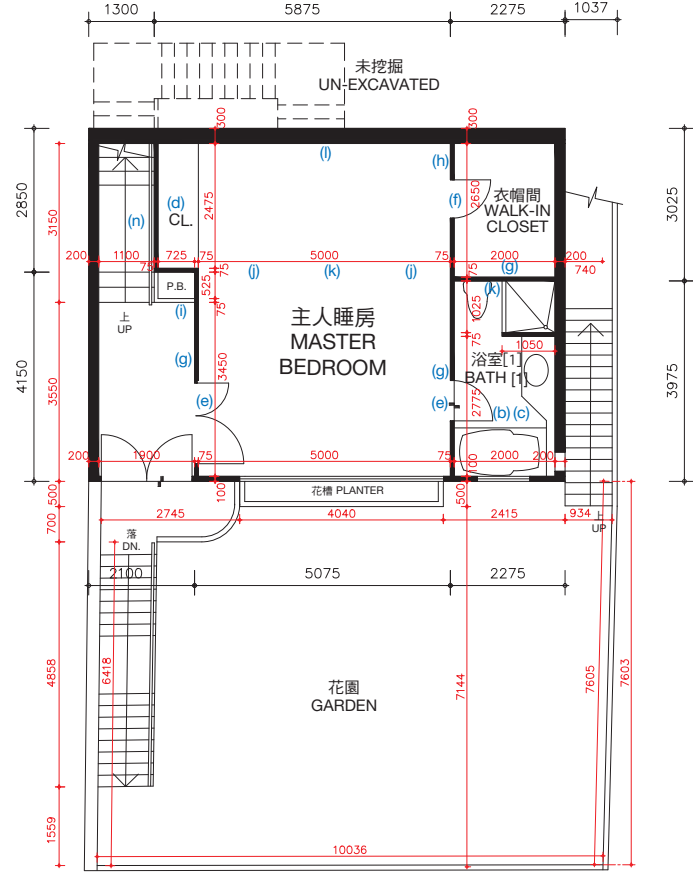 1300
5875
2275
1037
未挖掘
UN-EXCAVATED
300
300
(l)
(h)
2850
3150
(n)
(d)
CL.
2475
(f)
2650
衣帽間
WALK-IN
CLOSET
3025
200
1100
725
75
5000
75
2000
200
75
75
(j)
(k)
(j)
75
(g)
740
P.B.
525
(k)
75
(i)
上
UP
主人睡房
MASTER
BEDROOM
1025
75
1050
4150
3550
(g)
3450
浴室[1]
BATH [1]
(g)
3975
(e)
(e)
2775
(b)
(c)
200
1900
75
5000
75
2000
200
100
100
500
花槽 PLANTER
500
700
2745
4040
2415
934
落
DN.
上
UP
2100
5075
2275
4858
6418
花園
GARDEN
7144
7605
7603
1559
10036